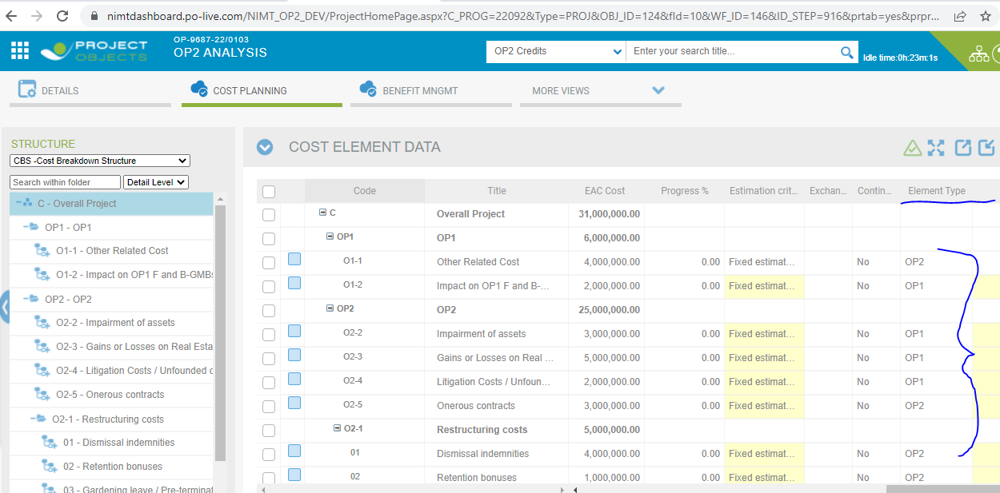 nimtdashboard.po-live.com/NIMT_OP2_DEV/ProjectHomePage.aspx?C_PROG=22092&Type=PROJ&OBJ_ID=124&fId=10&WF_ID=146&ID_STEP=916&prtab=yes&prpr...
PROJECT OBJECTS
OP-9687-22/0103
OP2 ANALYSIS
OP2 Credits
Enter your search title...
Idle time:0h:23m:1s
DETAILS
COST PLANNING
BENEFIT MNGMT
MORE VIEWS
STRUCTURE
CBS -Cost Breakdown Structure
Search within folder
Detail Level
C - Overall Project
OP1 - OP1
O1-1 - Other Related Cost
O1-2 - Impact on OP1 F and B-GMBs
OP2 - OP2
O2-2 - Impairment of assets
O2-3 - Gains or Losses on Real Esta
O2-4 - Litigation Costs / Unfounded c
O2-5 - Onerous contracts
O2-1 - Restructuring costs
01 - Dismissal indemnities
02 - Retention bonuses
03 - Gardening leave / Pre-terminat
COST ELEMENT DATA
Code Title EAC Cost Progress % Estimation crit... Exchan... Contin... Element Type
C Overall Project 31,000,000.00
OP1 OP1 6,000,000.00
O1-1 Other Related Cost 4,000,000.00 0.00 Fixed estimat... No OP2
O1-2 Impact on OP1 F and B-... 2,000,000.00 0.00 Fixed estimat... No OP1
OP2 OP2 25,000,000.00
O2-2 Impairment of assets 3,000,000.00 0.00 Fixed estimat... No OP1
O2-3 Gains or Losses on Real ... 5,000,000.00 0.00 Fixed estimat... No OP1
O2-4 Litigation Costs / Unfoun... 2,000,000.00 0.00 Fixed estimat... No OP1
O2-5 Onerous contracts 3,000,000.00 0.00 Fixed estimat... No OP2
O2-1 Restructuring costs 5,000,000.00
01 Dismissal indemnities 4,000,000.00 0.00 Fixed estimat... No OP2
02 Retention bonuses 1,000,000.00 0.00 Fixed estimat... No OP2